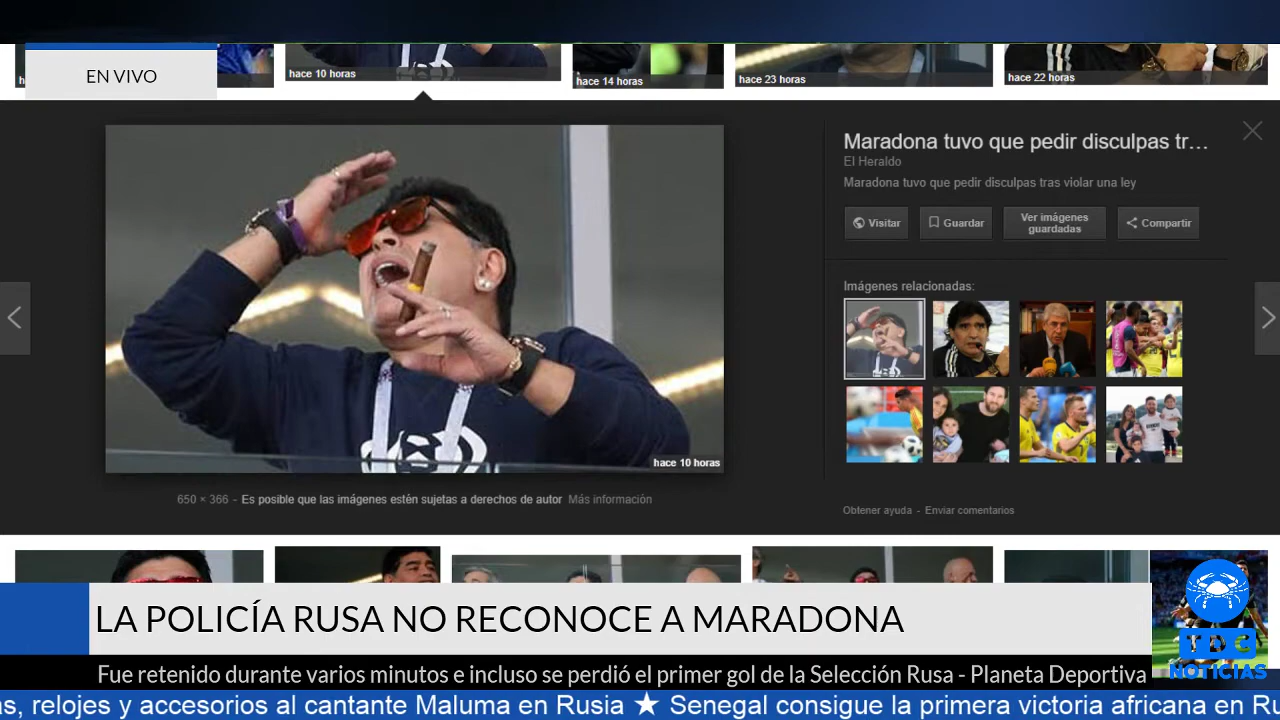 EN VIVO
hace 10 horas
hace 14 horas
hace 23 horas
hace 22 horas
Maradona tuvo que pedir disculpas tr...
El Heraldo
Maradona tuvo que pedir disculpas tras violar una ley
Visitar
Guardar
Ver imágenes
guardadas
Compartir
Imágenes relacionadas:
hace 10 horas
650 × 366 - Es posible que las imágenes estén sujetas a derechos de autor Más información
Obtener ayuda - Enviar comentarios
LA POLICÍA RUSA NO RECONOCE A MARADONA
Fue retenido durante varios minutos e incluso se perdió el primer gol de la Selección Rusa - Planeta Deportiva
TDC
NOTICIAS
s, relojes y accesorios al cantante Maluma en Rusia ★ Senegal consigue la primera victoria africana en Ru